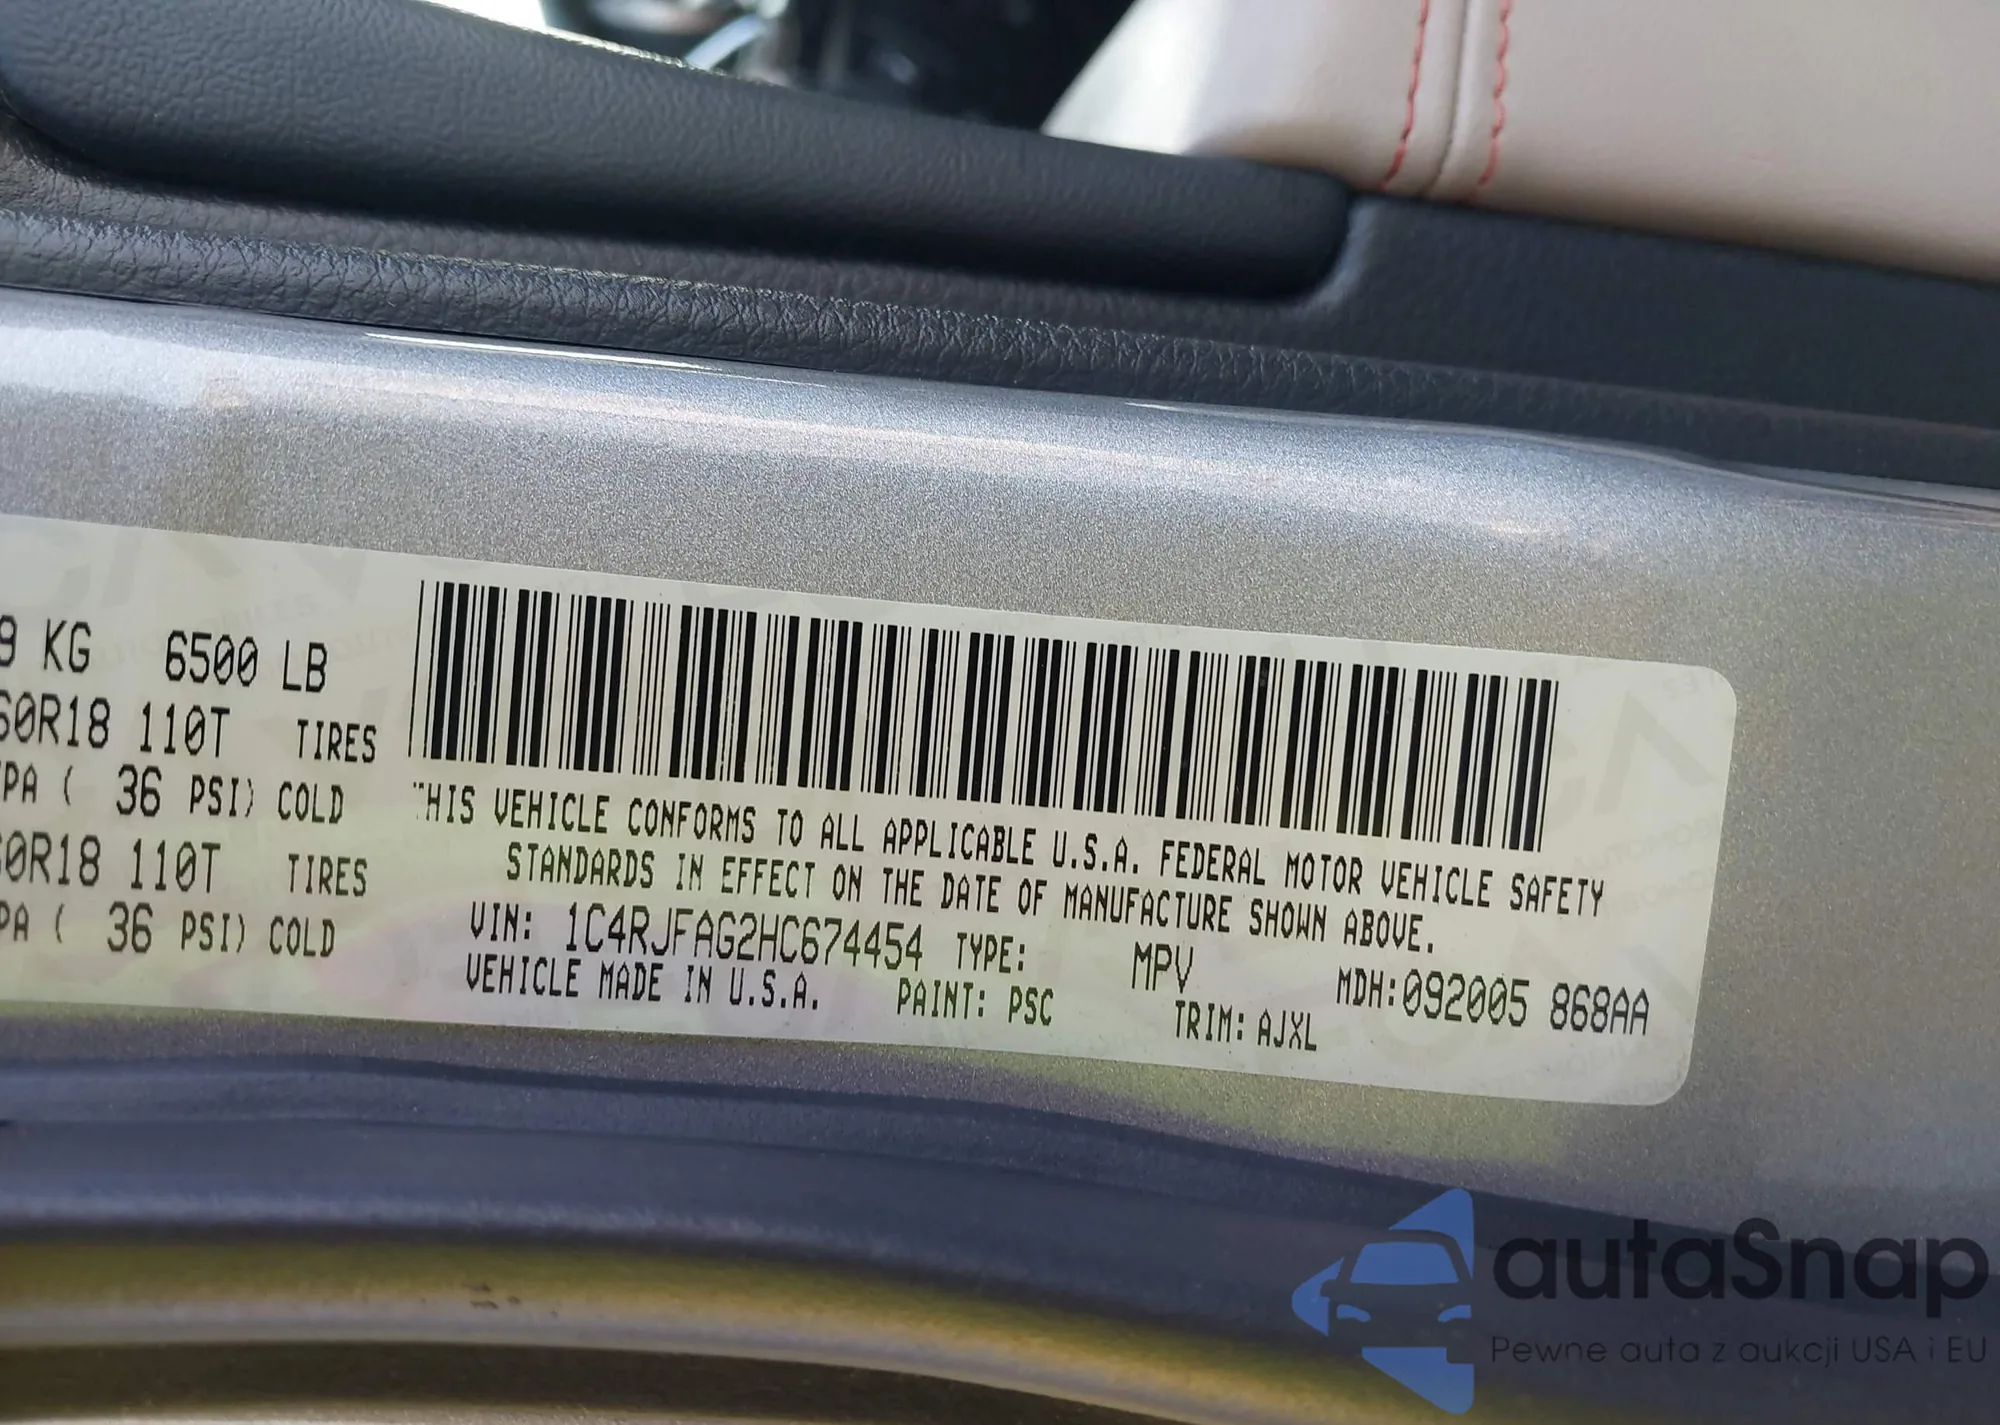 9 KG 6500 LB
60R18 110T TIRES
PA ( 36 PSI) COLD
60R18 110T TIRES
PA ( 36 PSI) COLD
THIS VEHICLE CONFORMS TO ALL APPLICABLE U.S.A. FEDERAL MOTOR VEHICLE SAFETY
STANDARDS IN EFFECT ON THE DATE OF MANUFACTURE SHOWN ABOVE.
VIN: 1C4RJFAG2HC674454 TYPE: MPV MDH:092005 868AA
VEHICLE MADE IN U.S.A. PAINT: PSC TRIM: AJXL
autaSnap
Pewne auta z aukcji USA i EU